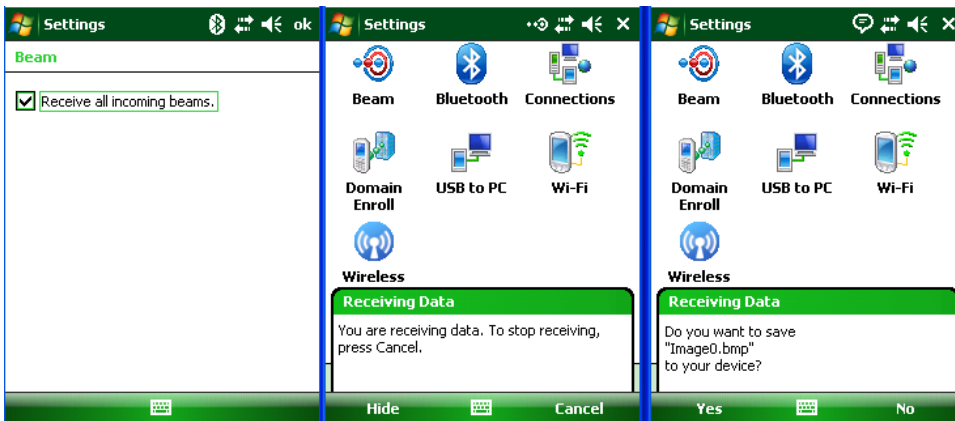 Settings
ok
Beam
Receive all incoming beams.
Settings
Beam Bluetooth Connections
Domain Enroll USB to PC Wi-Fi
Wireless
Receiving Data
You are receiving data. To stop receiving,
press Cancel.
Hide Cancel
Settings
Beam Bluetooth Connections
Domain Enroll USB to PC Wi-Fi
Wireless
Receiving Data
Do you want to save
"Image0.bmp"
to your device?
Yes No